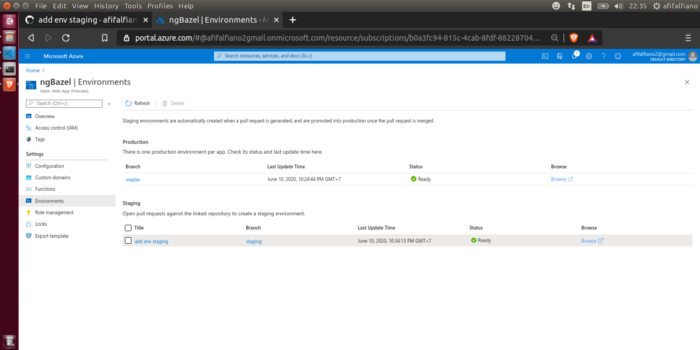 File Edit View History Tools Profiles Help
22:35 afifalfiano
add env staging - afifalfian
ngBazel | Environments - M
portal.azure.com/#@afifalfiano2gmail.onmicrosoft.com/resource/subscriptions/b0a3fc94-815c-4cab-8fdf-88228704...
Microsoft Azure
Search resources, services, and docs (G+/)
afifalfiano2@gmail.com
DEFAULT DIRECTORY
Home >
ngBazel | Environments
Static Web App (Preview)
Search (Ctrl+/)
Overview
Access control (IAM)
Tags
Settings
Configuration
Custom domains
Functions
Environments
Role management
Locks
Export template
Refresh
Delete
Staging environments are automatically created when a pull request is generated, and are promoted into production once the pull request is merged.
Production
There is one production environment per app. Check its status and last update time here.
Branch Last Update Time Status Browse
master June 10, 2020, 10:24:44 PM GMT+7 Ready Browse
Staging
Open pull requests against the linked repository to create a staging environment.
Title Branch Last Update Time Status Browse
add env staging staging June 10, 2020, 10:34:13 PM GMT+7 Ready Browse